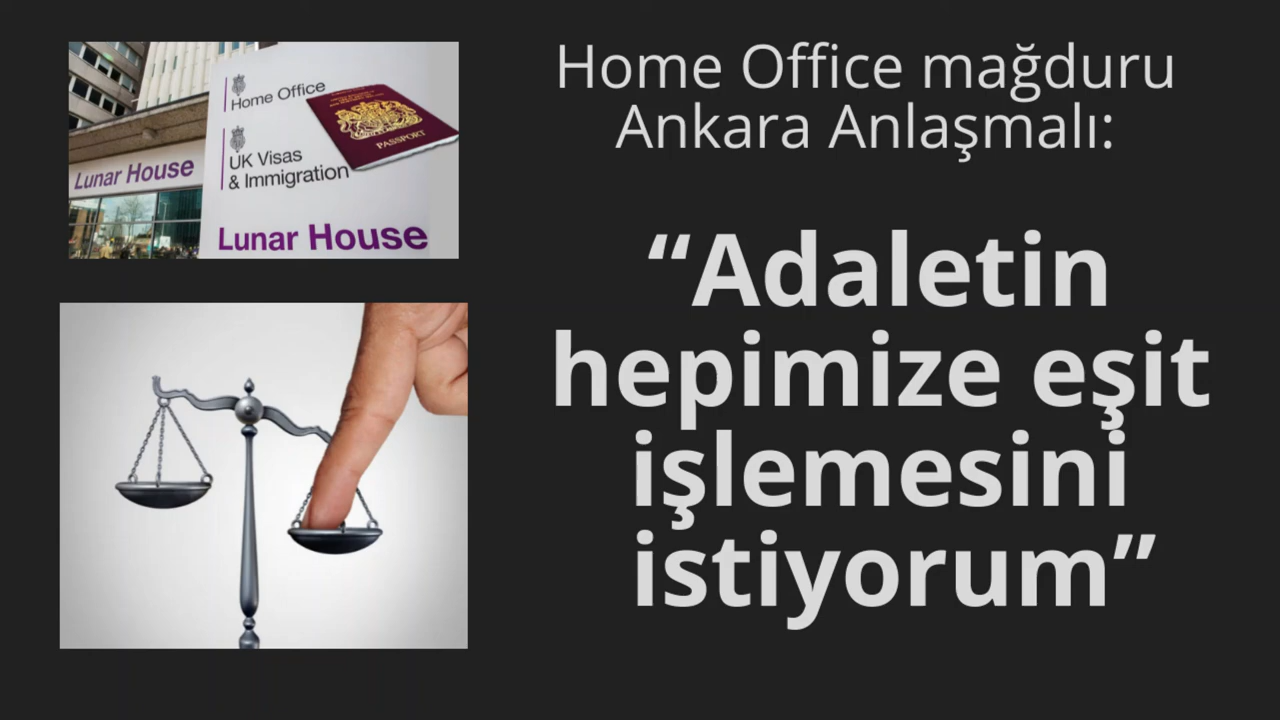 Home Office
UK Visas
& Immigration
PASSPORT
Lunar House
Lunar House
Home Office mağduru
Ankara Anlaşmalı:
“Adaletin
hepimize eşit
işlemesini
istiyorum”